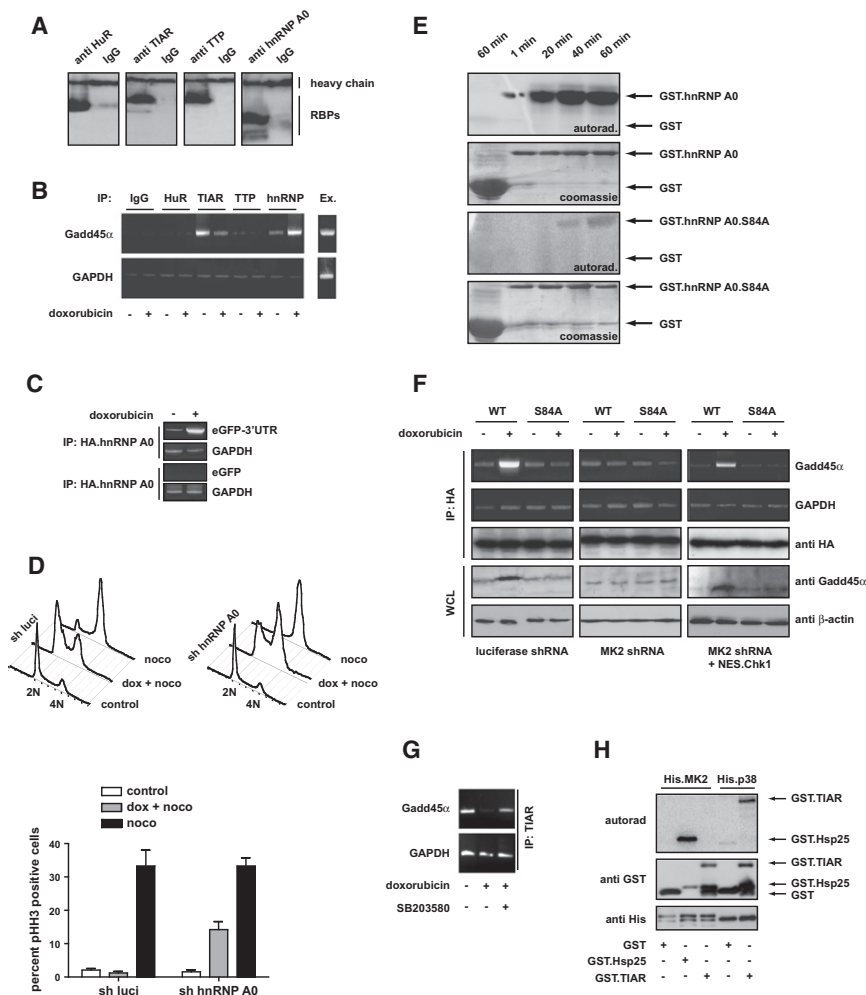 A
anti HuR IgG anti TIAR IgG anti TTP IgG anti hnRNP A0 IgG
heavy chain
RBPs
B
IP: IgG HuR TIAR TTP hnRNP Ex.
Gadd45α
GAPDH
doxorubicin - + - + - + - + - +
C
doxorubicin
- +
IP: HA.hnRNP A0
eGFP-3'UTR
GAPDH
IP: HA.hnRNP A0
eGFP
GAPDH
D
sh luci
noco
dox + noco
control
2N
4N
sh hnRNP A0
noco
dox + noco
control
2N
4N
control
dox + noco
noco
percent pHH3 positive cells
40
30
20
10
0
sh luci sh hnRNP A0
E
60 min 1 min 20 min 40 min 60 min
GST.hnRNP A0
GST
autorad.
GST.hnRNP A0
GST
coomassie
GST.hnRNP A0.S84A
GST
autorad.
GST.hnRNP A0.S84A
GST
coomassie
F
WT S84A WT S84A WT S84A
doxorubicin - + - + - + - + - + - +
IP: HA
Gadd45α
GAPDH
anti HA
WCL
anti Gadd45α
anti β-actin
luciferase shRNA MK2 shRNA MK2 shRNA
+ NES.Chk1
G
Gadd45α
GAPDH
IP: TIAR
doxorubicin - + +
SB203580 +
H
His.MK2 His.p38
autorad
GST.TIAR
GST.Hsp25
anti GST
GST.TIAR
GST.Hsp25
GST
anti His
GST + - - + -
GST.Hsp25 - + - - -
GST.TIAR - - + - +